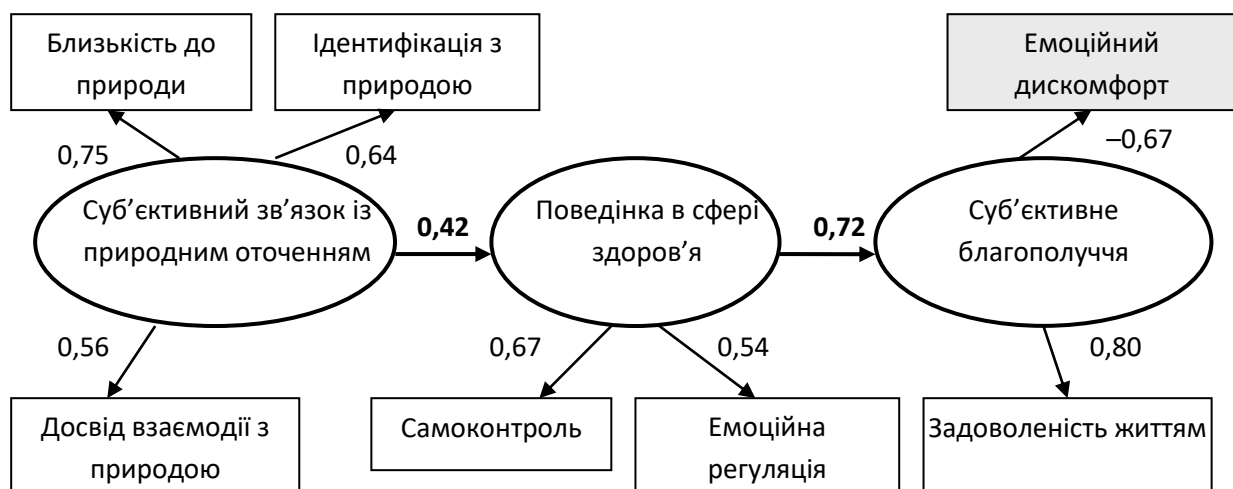 Близькість до
природи
Ідентифікація з
природою
Емоційний
дискомфорт
0,75
0,64
–0,67
Суб’єктивний зв'язок із
природним оточенням
0,42
Поведінка в сфері
здоров’я
0,72
Суб’єктивне
благополуччя
0,56
0,67
0,54
0,80
Досвід взаємодії з
природою
Самоконтроль
Емоційна
регуляція
Задоволеність життям